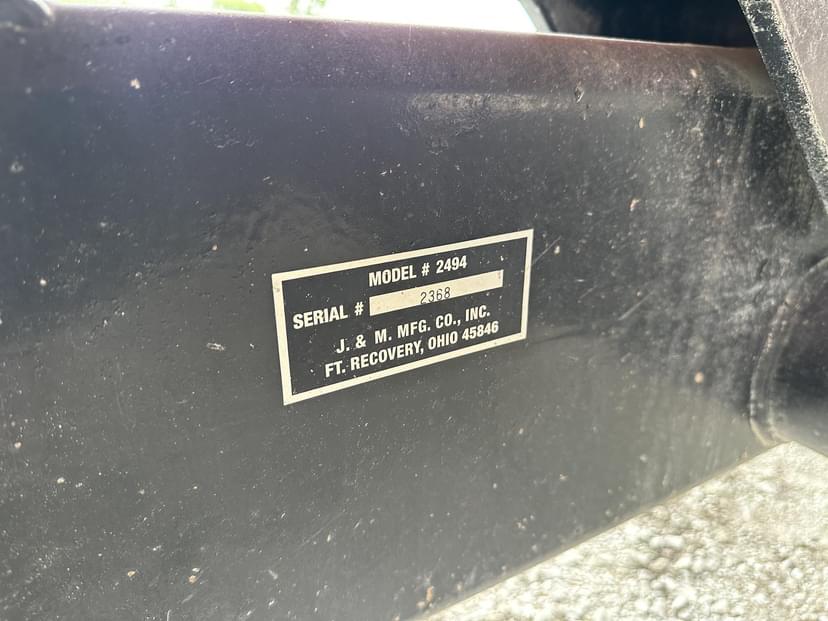 MODEL # 2494
SERIAL # 2368
J. & M. MFG. CO., INC.
FT. RECOVERY, OHIO 45846